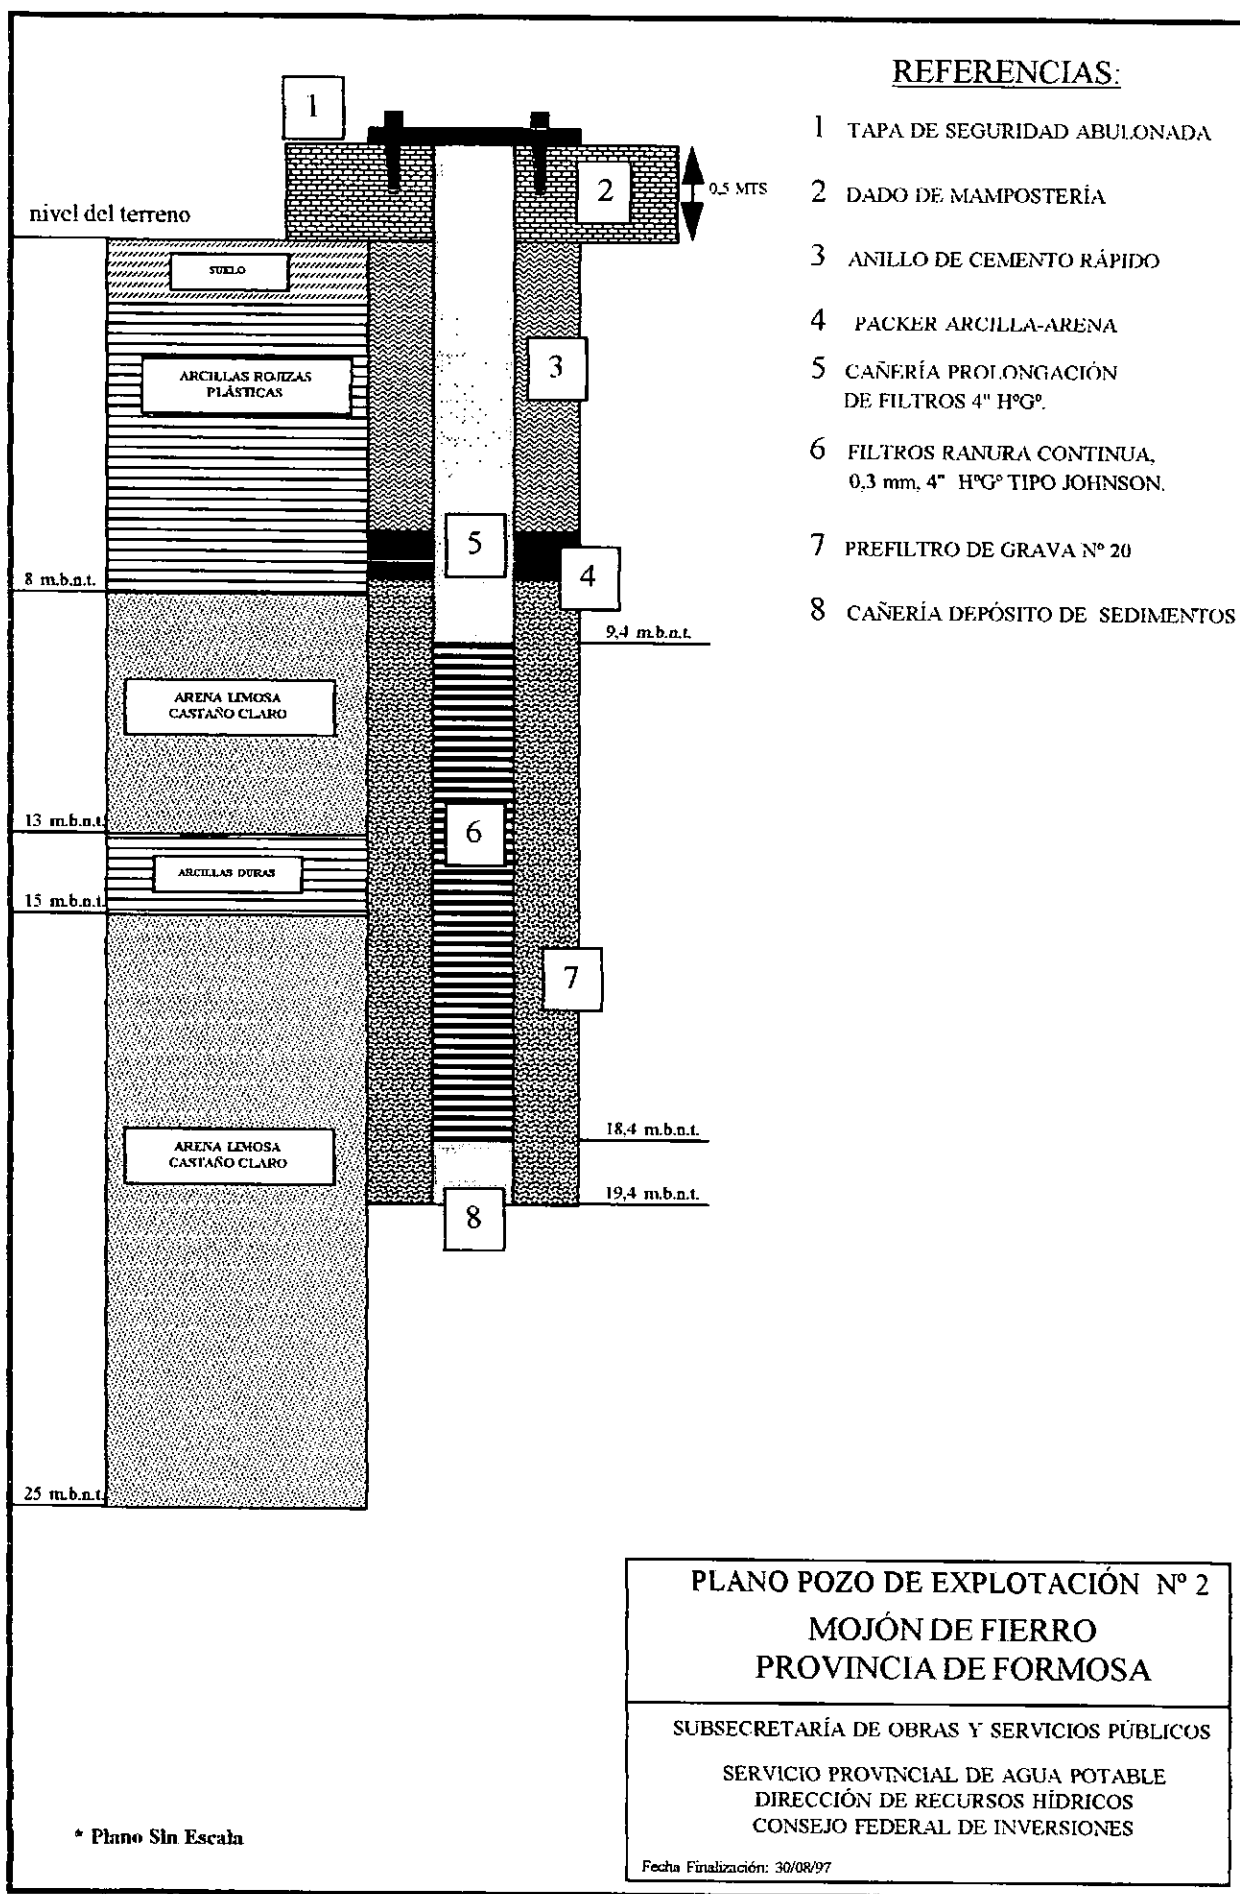 REFERENCIAS:
1 TAPA DE SEGURIDAD ABULONADA
2 DADO DE MAMPOSTERÍA
3 ANILLO DE CEMENTO RÁPIDO
4 PACKER ARCILLA-ARENA
5 CAÑERÍA PROLONGACIÓN
DE FILTROS 4" HºGº.
6 FILTROS RANURA CONTINUA,
0,3 mm, 4" HºGº TIPO JOHNSON.
7 PREFILTRO DE GRAVA Nº 20
8 CAÑERÍA DEPÓSITO DE SEDIMENTOS
1
2
0,5 MTS
nivel del terreno
SUELO
3
ARCILLAS ROJIZAS
PLÁSTICAS
5
4
8 m.b.n.t.
9,4 m.b.n.t.
ARENA LIMOSA
CASTAÑO CLARO
13 m.b.n.t.
6
ARCILLAS DURAS
15 m.b.n.t.
7
18,4 m.b.n.t.
ARENA LIMOSA
CASTAÑO CLARO
19,4 m.b.n.t.
8
25 m.b.n.t.
PLANO POZO DE EXPLOTACIÓN Nº 2
MOJÓN DE FIERRO
PROVINCIA DE FORMOSA
SUBSECRETARÍA DE OBRAS Y SERVICIOS PÚBLICOS
SERVICIO PROVINCIAL DE AGUA POTABLE
DIRECCIÓN DE RECURSOS HÍDRICOS
CONSEJO FEDERAL DE INVERSIONES
Fecha Finalización: 30/08/97
* Plano Sin Escala